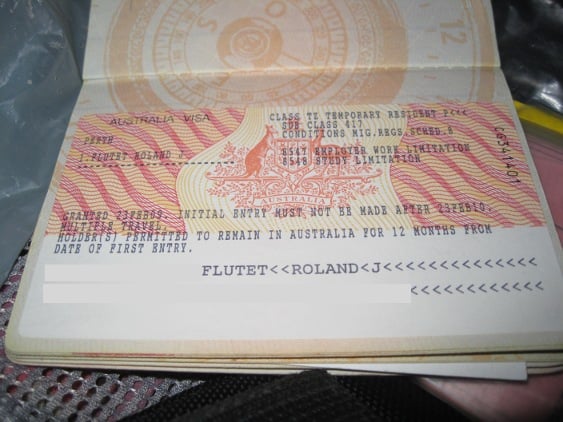 12
AUSTRALIA VISA
CLASS TZ TEMPORARY RESIDENT P<<<
SUB CLASS 417
CONDITIONS MIG.REGS.SCHED.8
PERTH
8547 EMPLOYER WORK LIMITATION
1.FLUTET ROLAND J.
8548 STUDY LIMITATION
AUSTRALIA
GRANTED 23FEB09. INITIAL ENTRY MUST NOT BE MADE AFTER 23FEB10.
MULTIPLE TRAVEL.
HOLDER(S) PERMITTED TO REMAIN IN AUSTRALIA FOR 12 MONTHS FROM
DATE OF FIRST ENTRY.
FLUTET<<ROLAND<J<<<<<<<<<<<<<<<
<<<<<<<<<<<<<